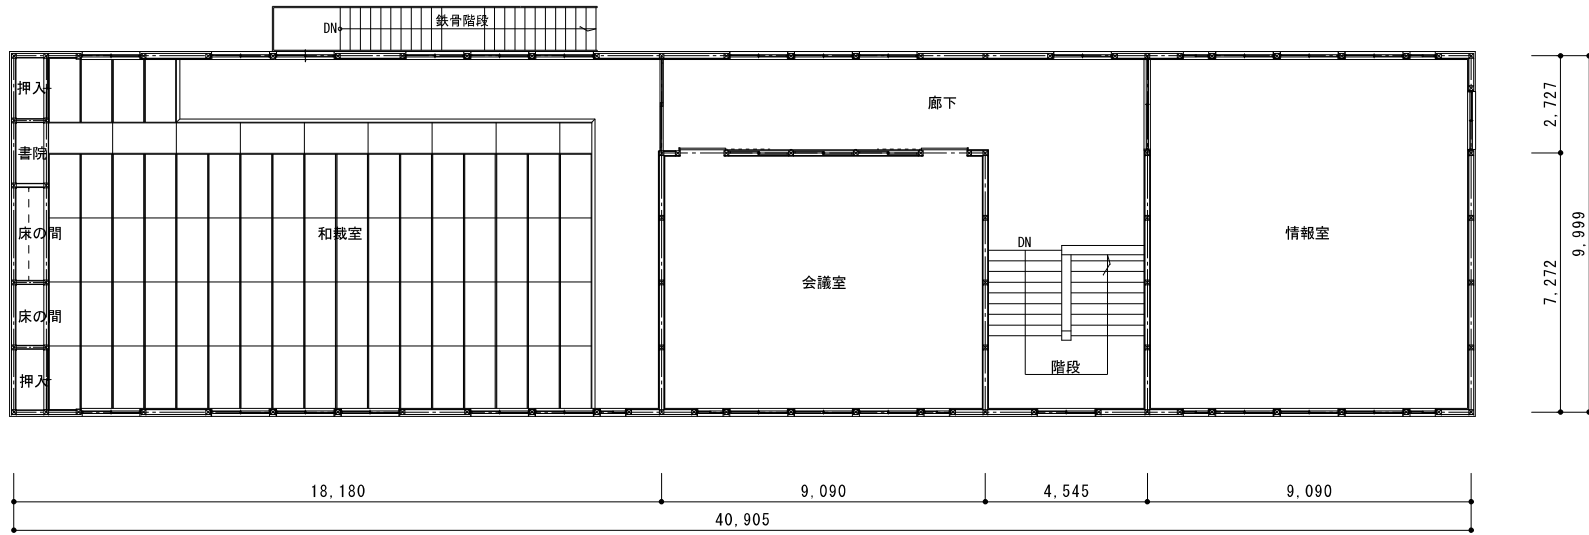 鉄骨階段
DN
押入
廊下
2,727
書院
9,999
床の間
和裁室
情報室
DN
会議室
7,272
床の間
階段
押入
18,180
9,090
4,545
9,090
40,905